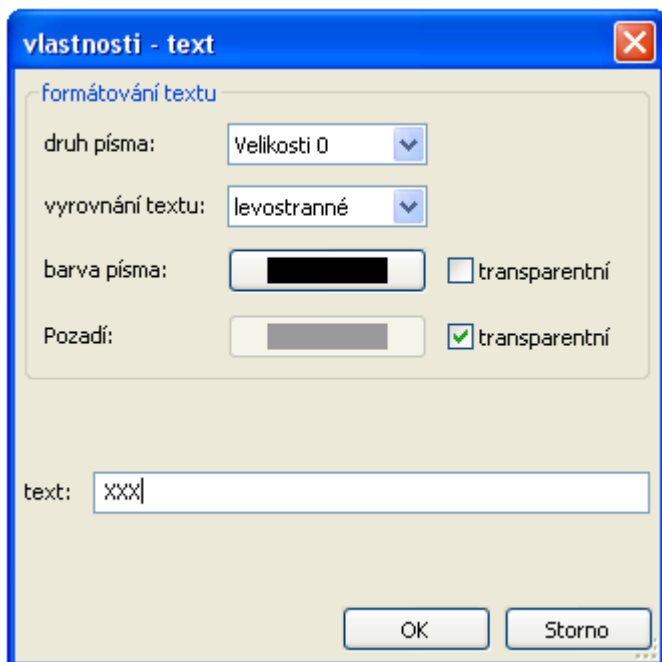 vlastnosti - text
formátování textu
druh písma: Velikosti 0
vyrovnání textu: levostranné
barva písma: transparentní
Pozadí: transparentní
text: XXX
OK Storno